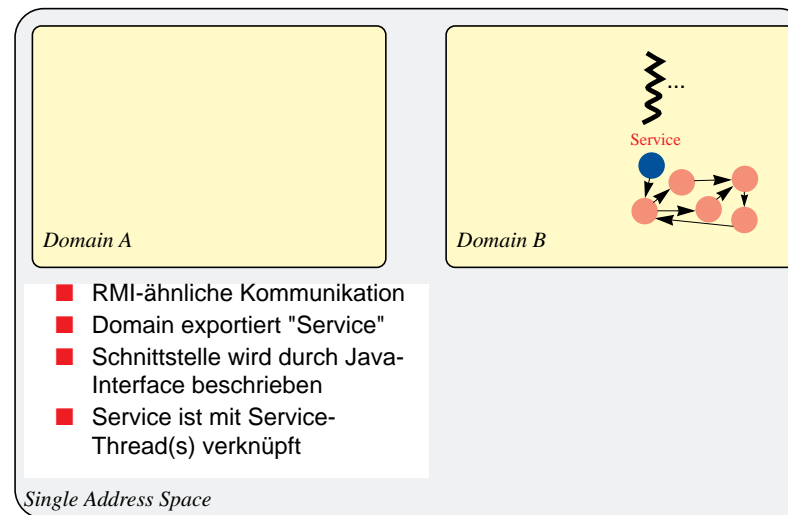 ...
Service
Domain A
Domain B
RMI-ähnliche Kommunikation
Domain exportiert "Service"
Schnittstelle wird durch Java-
Interface beschrieben
Service ist mit Service-
Thread(s) verknüpft
Single Address Space